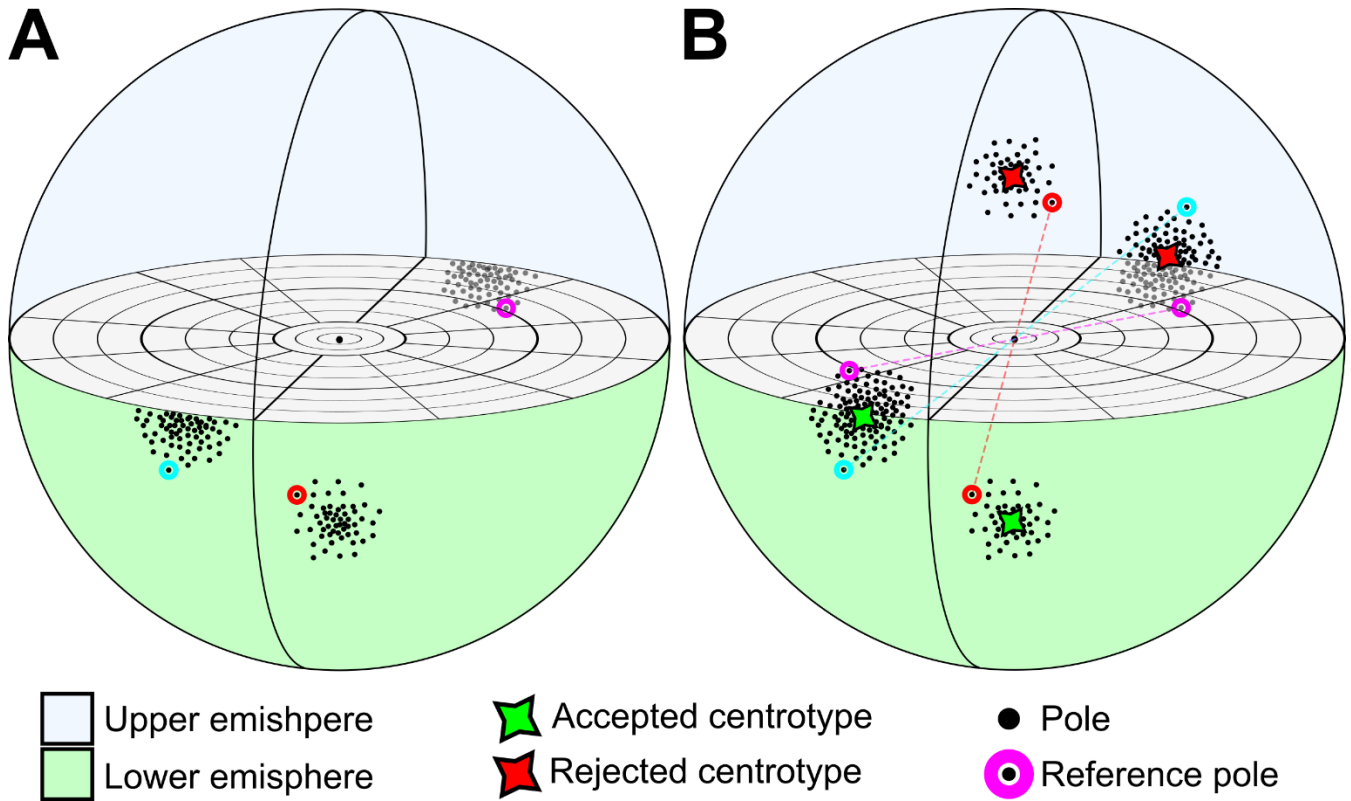 A B
Upper emishpere
Accepted centrotype
Pole
Lower emisphere
Rejected centrotype
Reference pole